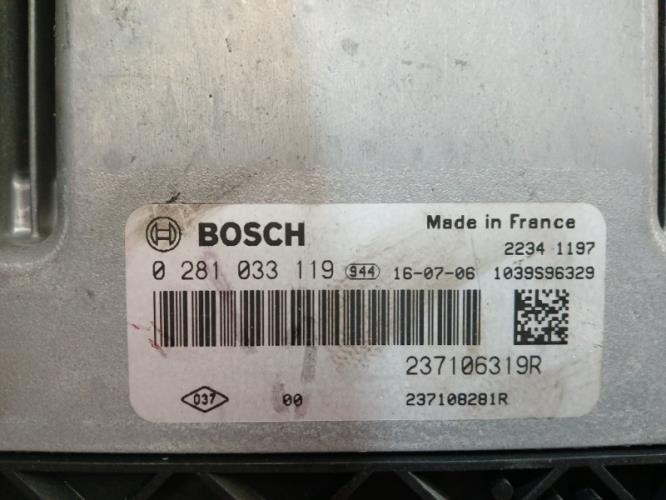 BOSCH
Made in France
2234 1197
0 281 033 119 944 16-07-06 1039S96329
237106319R
037 00 237108281R